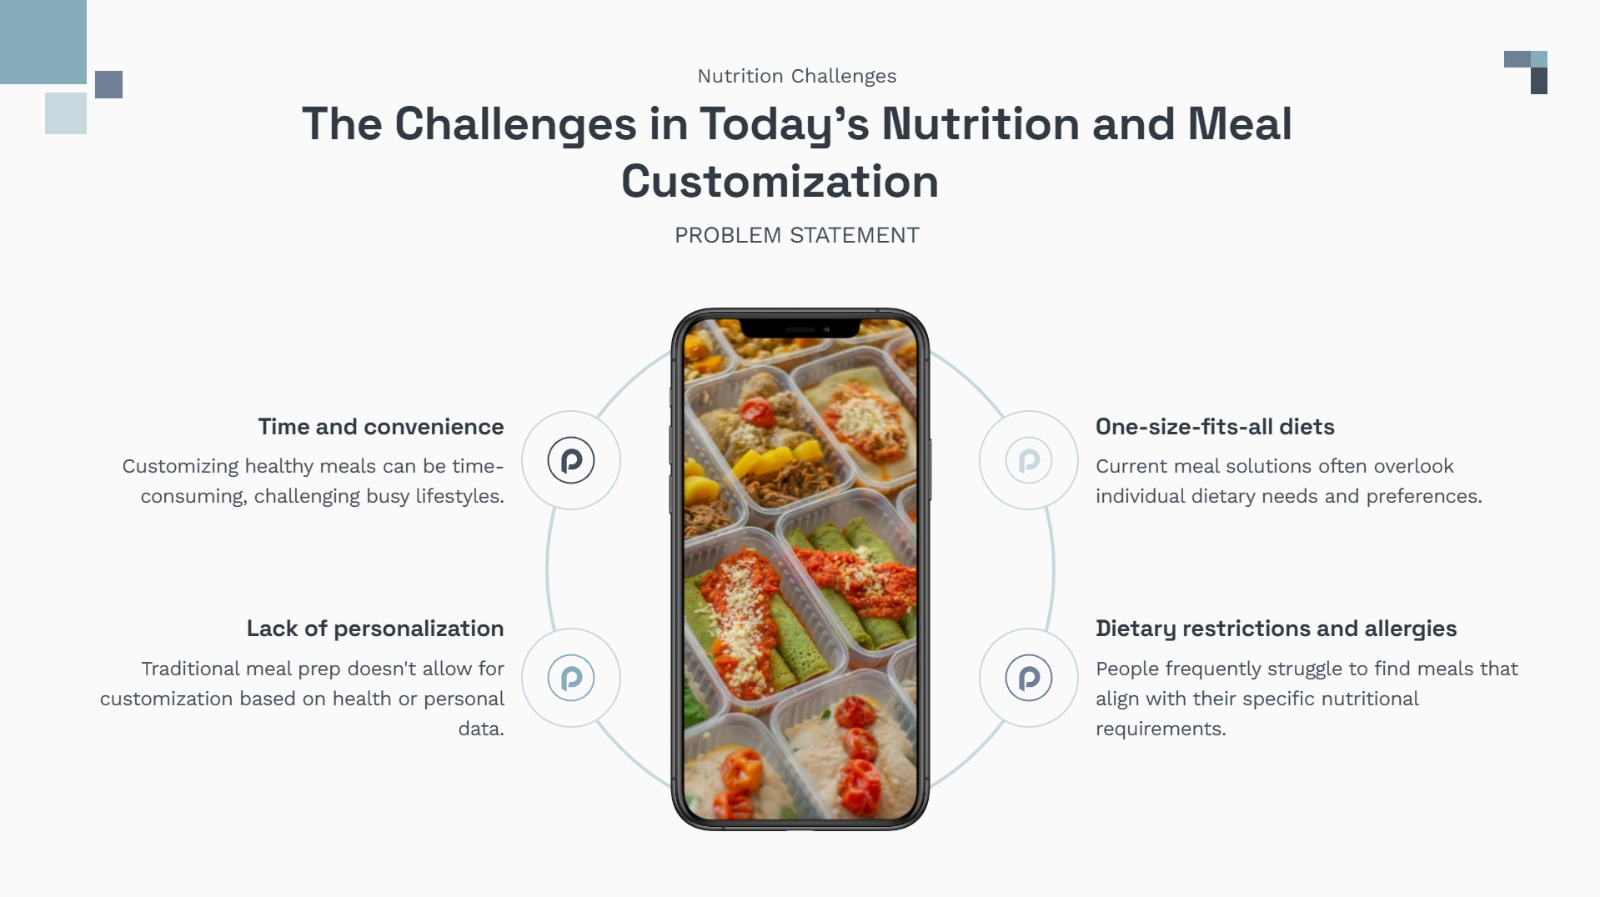 Nutrition Challenges
The Challenges in Today's Nutrition and Meal
Customization
PROBLEM STATEMENT
Time and convenience
Customizing healthy meals can be time-
consuming, challenging busy lifestyles.
Lack of personalization
Traditional meal prep doesn't allow for
customization based on health or personal
data.
One-size-fits-all diets
Current meal solutions often overlook
individual dietary needs and preferences.
Dietary restrictions and allergies
People frequently struggle to find meals that
align with their specific nutritional
requirements.